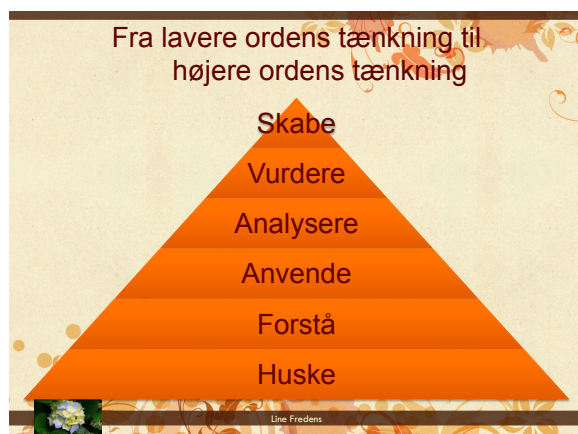 Fra lavere ordens tænkning til
højere ordens tænkning
Skabe
Vurdere
Analysere
Anvende
Forstå
Huske
Line Fredens